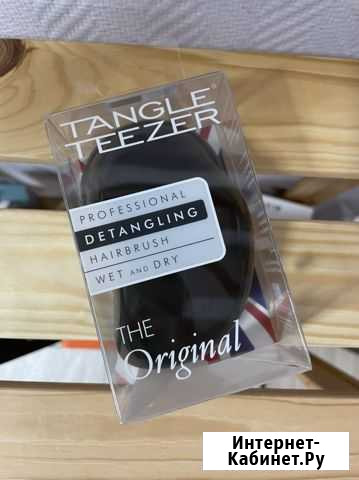 TANGLE
TEEZER
PROFESSIONAL
DETANGLING
HAIRBRUSH
WET AND DRY
THE
Original
Интернет-
Кабинет.Ру